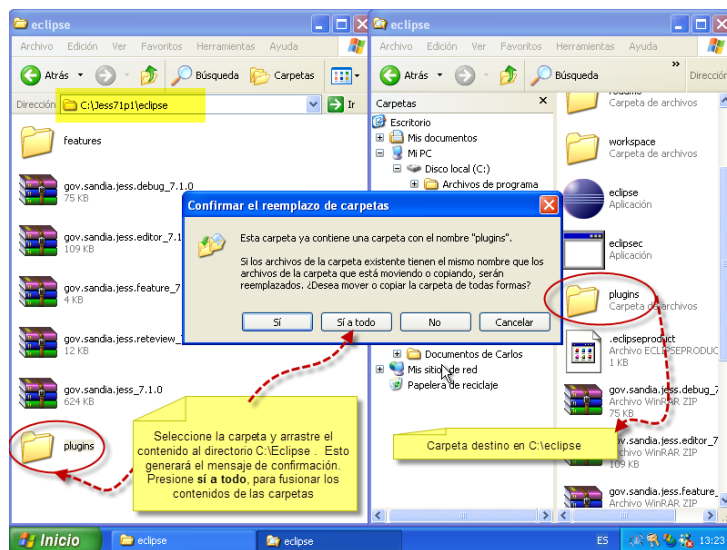 eclipse
Archivo Edición Ver Favoritos Herramientas Ayuda
Atrás Búsqueda Carpetas
Dirección C:\Jess71p1\eclipse Ir
features
gov.sandia.jess.debug_7.1.0
75 KB
gov.sandia.jess.editor_7.1
109 KB
gov.sandia.jess.feature_7
4 KB
gov.sandia.jess.reteview_
12 KB
gov.sandia.jess_7.1.0
624 KB
plugins
eclipse
Archivo Edición Ver Favoritos Herramientas Ayuda
Atrás Búsqueda » Direcció
Carpetas
Escritorio
Mis documentos
Mi PC
Disco local (C:)
Archivos de programa
Documentos de Carlos
Mis sitios de red
Papelera de reciclaje
Carpeta de archivos
workspace
Carpeta de archivos
eclipse
Aplicación
eclipsec
Aplicación
plugins
Carpeta de archivos
.eclipseproduct
Archivo ECLIPSEPRODUC
1 KB
gov.sandia.jess.debug_7
Archivo WinRAR ZIP
75 KB
gov.sandia.jess.editor_7
Archivo WinRAR ZIP
109 KB
gov.sandia.jess.feature_
Archivo WinRAR ZIP
Confirmar el reemplazo de carpetas
Esta carpeta ya contiene una carpeta con el nombre "plugins".
Si los archivos de la carpeta existente tienen el mismo nombre que los
archivos de la carpeta que está moviendo o copiando, serán
reemplazados. ¿Desea mover o copiar la carpeta de todas formas?
Sí Sí a todo No Cancelar
Seleccione la carpeta y arrastre el
contenido al directorio C:\Eclipse . Esto
generará el mensaje de confirmación.
Presione sí a todo, para fusionar los
contenidos de las carpetas
Carpeta destino en C:\eclipse
Inicio eclipse eclipse ES 13:23